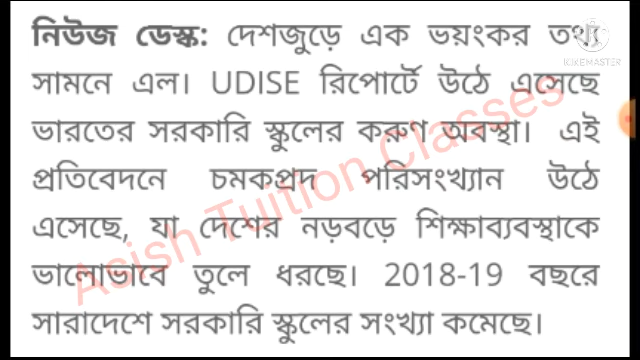 নিউজ ডেস্ক: দেশজুড়ে এক ভয়ংকর তথ্য
সামনে এল। UDISE রিপোর্টে উঠে এসেছে
ভারতের সরকারি স্কুলের করুণ অবস্থা। এই
প্রতিবেদনে চমকপ্রদ পরিসংখ্যান উঠে
এসেছে, যা দেশের নড়বড়ে শিক্ষাব্যবস্থাকে
ভালোভাবে তুলে ধরছে। 2018-19 বছরে
সারাদেশে সরকারি স্কুলের সংখ্যা কমেছে।
Asish Tuition Classes
KINEMASTER